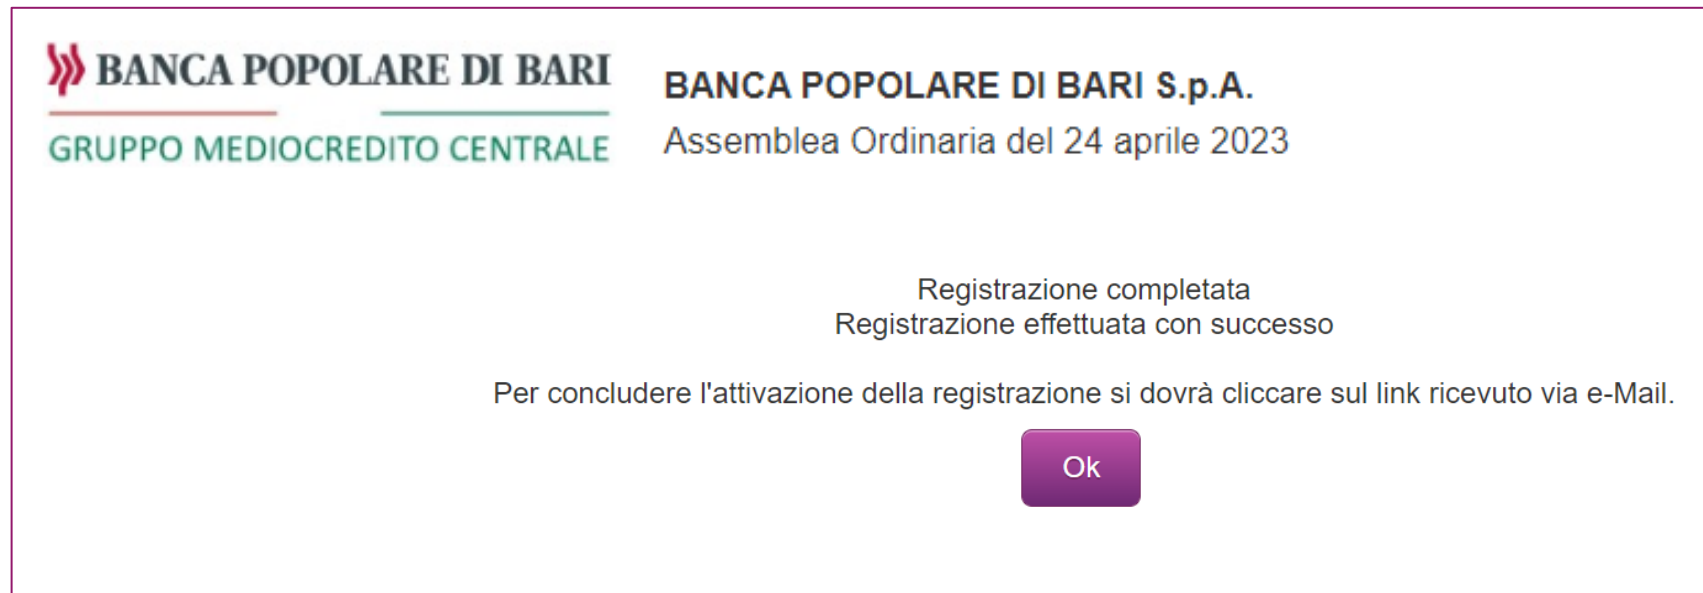 BANCA POPOLARE DI BARI
GRUPPO MEDIOCREDITO CENTRALE
BANCA POPOLARE DI BARI S.p.A.
Assemblea Ordinaria del 24 aprile 2023
Registrazione completata
Registrazione effettuata con successo
Per concludere l'attivazione della registrazione si dovrà cliccare sul link ricevuto via e-Mail.
Ok